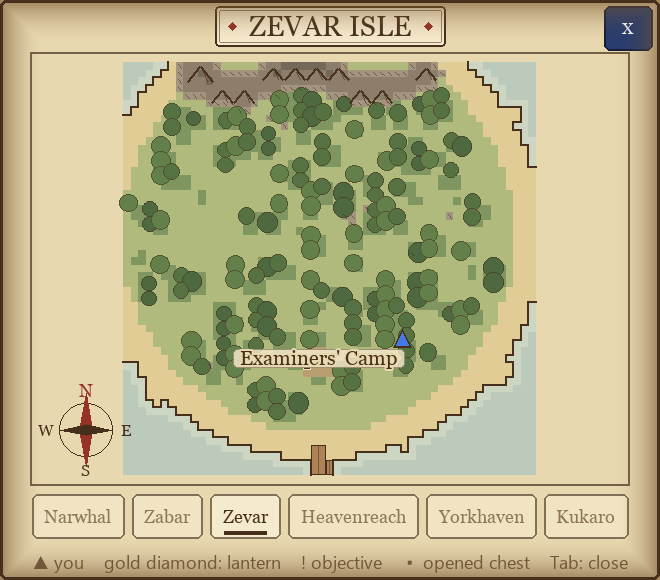 ZEVAR ISLE
X
Examiners' Camp
N
W E
S
Narwhal Zabar Zevar Heavenreach Yorkhaven Kukaro
▲ you gold diamond: lantern ! objective • opened chest Tab: close